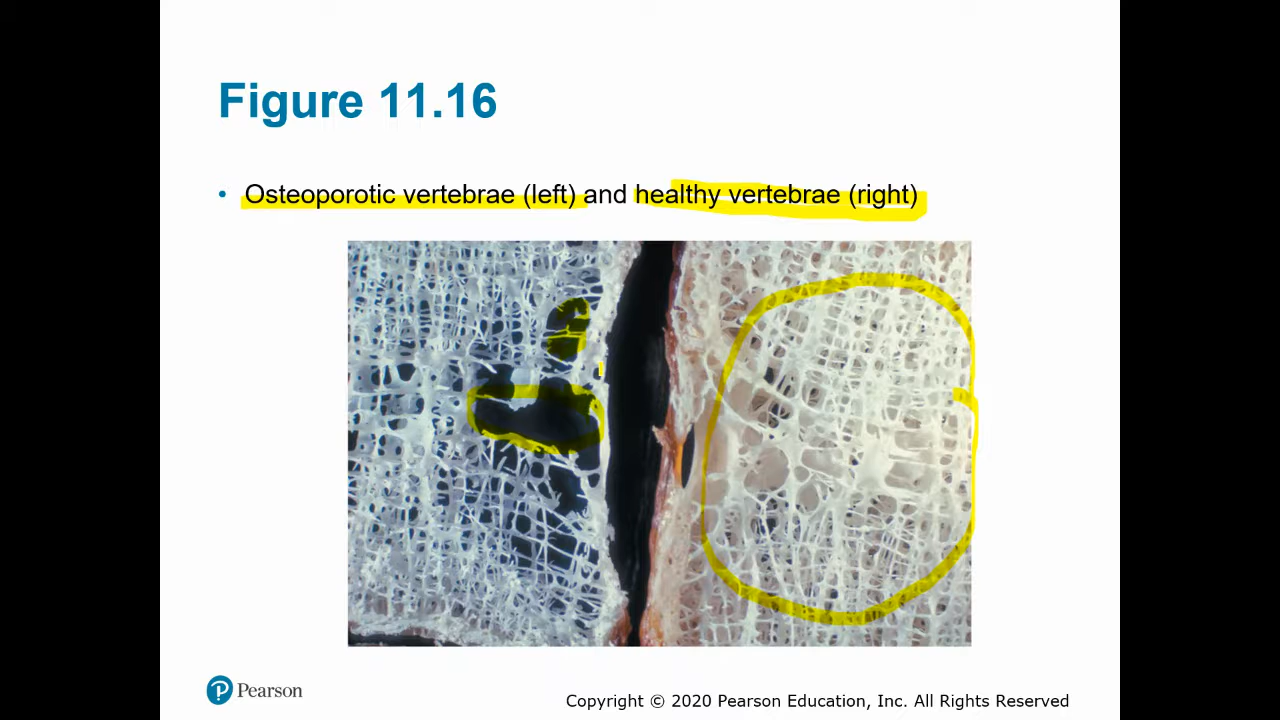 Figure 11.16
• Osteoporotic vertebrae (left) and healthy vertebrae (right)
Pearson
Copyright © 2020 Pearson Education, Inc. All Rights Reserved